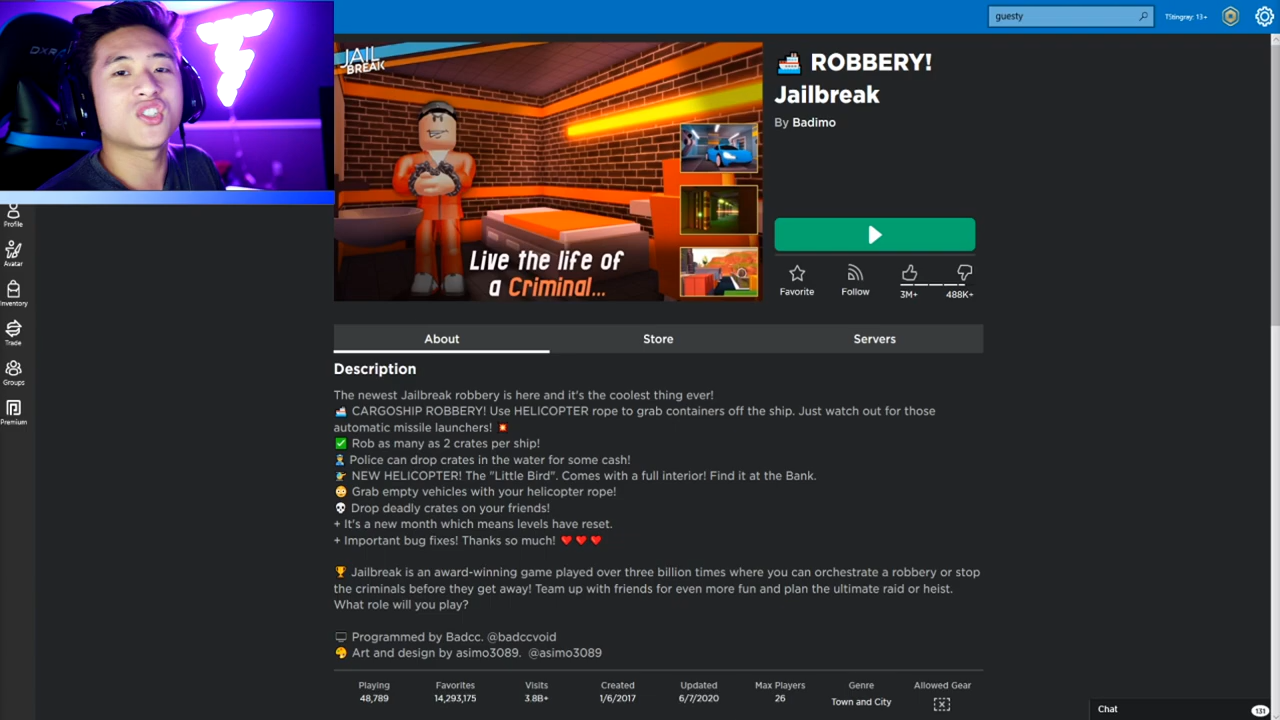 DXRA
guesty
TStingray: 13+
JAIL
BREAK
Live the life of
a Criminal...
ROBBERY!
Jailbreak
By Badimo
Favorite
Follow
3M+
488K+
Profile
Avatar
Inventory
Trade
Groups
Premium
About
Store
Servers
Description
The newest Jailbreak robbery is here and it's the coolest thing ever!
🚢 CARGOSHIP ROBBERY! Use HELICOPTER rope to grab containers off the ship. Just watch out for those
automatic missile launchers! 💥
✅ Rob as many as 2 crates per ship!
👮 Police can drop crates in the water for some cash!
🚁 NEW HELICOPTER! The "Little Bird". Comes with a full interior! Find it at the Bank.
😳 Grab empty vehicles with your helicopter rope!
💀 Drop deadly crates on your friends!
+ It's a new month which means levels have reset.
+ Important bug fixes! Thanks so much! ❤️ ❤️ ❤️
🏆 Jailbreak is an award-winning game played over three billion times where you can orchestrate a robbery or stop
the criminals before they get away! Team up with friends for even more fun and plan the ultimate raid or heist.
What role will you play?
🖥️ Programmed by Badcc. @badccvoid
🎨 Art and design by asimo3089. @asimo3089
Playing
48,789
Favorites
14,293,175
Visits
3.8B+
Created
1/6/2017
Updated
6/7/2020
Max Players
26
Genre
Town and City
Allowed Gear
Chat
131